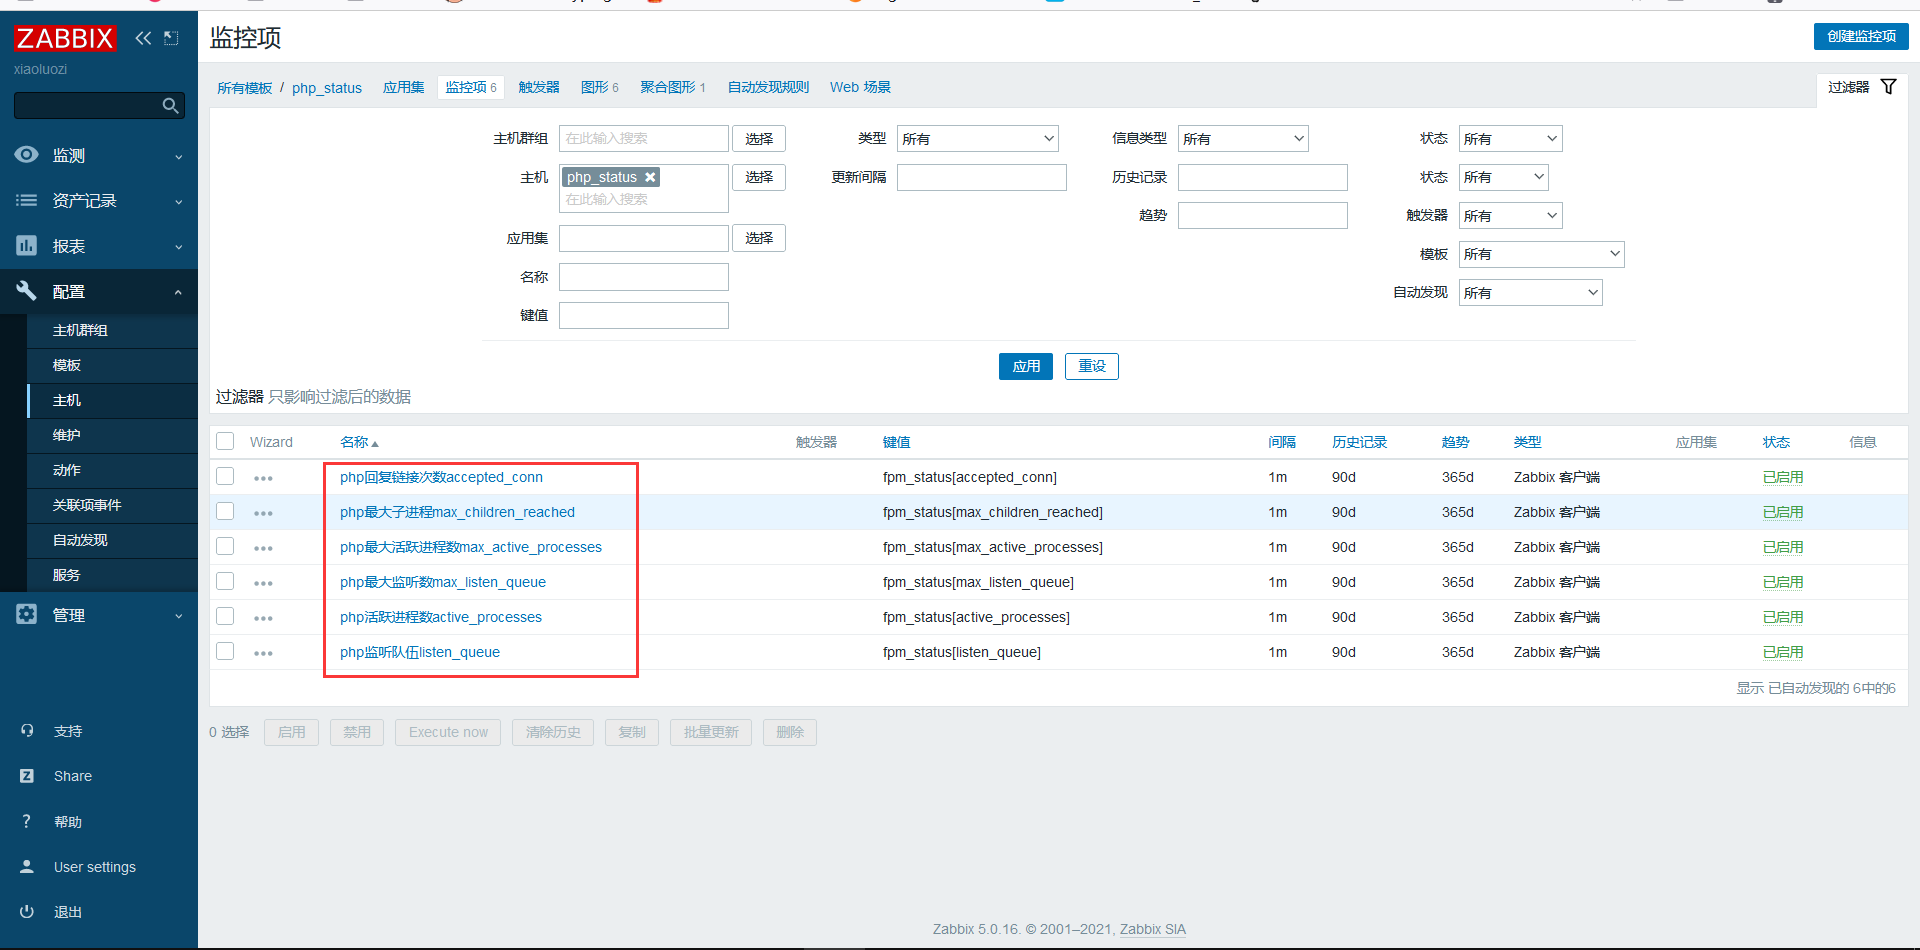 ZABBIX
xiaoluozi
监测
资产记录
报表
配置
主机群组
模板
主机
维护
动作
关联项事件
自动发现
服务
管理
支持
Share
帮助
User settings
退出
监控项
创建监控项
所有模板 / php_status 应用集 监控项 6 触发器 图形 6 聚合图形 1 自动发现规则 Web 场景
过滤器
主机群组 在此输入搜索 选择 类型 所有 信息类型 所有 状态 所有
主机 php_status 选择 更新间隔 历史记录 状态 所有
在此输入搜索
趋势 触发器 所有
应用集 选择
模板 所有
名称
自动发现 所有
键值
应用 重设
过滤器 只影响过滤后的数据
Wizard 名称 触发器 键值 间隔 历史记录 趋势 类型 应用集 状态 信息
php回复链接次数accepted_conn fpm_status[accepted_conn] 1m 90d 365d Zabbix 客户端 已启用
php最大子进程max_children_reached fpm_status[max_children_reached] 1m 90d 365d Zabbix 客户端 已启用
php最大活跃进程数max_active_processes fpm_status[max_active_processes] 1m 90d 365d Zabbix 客户端 已启用
php最大监听数max_listen_queue fpm_status[max_listen_queue] 1m 90d 365d Zabbix 客户端 已启用
php活跃进程数active_processes fpm_status[active_processes] 1m 90d 365d Zabbix 客户端 已启用
php监听队伍listen_queue fpm_status[listen_queue] 1m 90d 365d Zabbix 客户端 已启用
显示 已自动发现的 6中的6
0 选择 启用 禁用 Execute now 清除历史 复制 批量更新 删除
Zabbix 5.0.16. © 2001–2021, Zabbix SIA